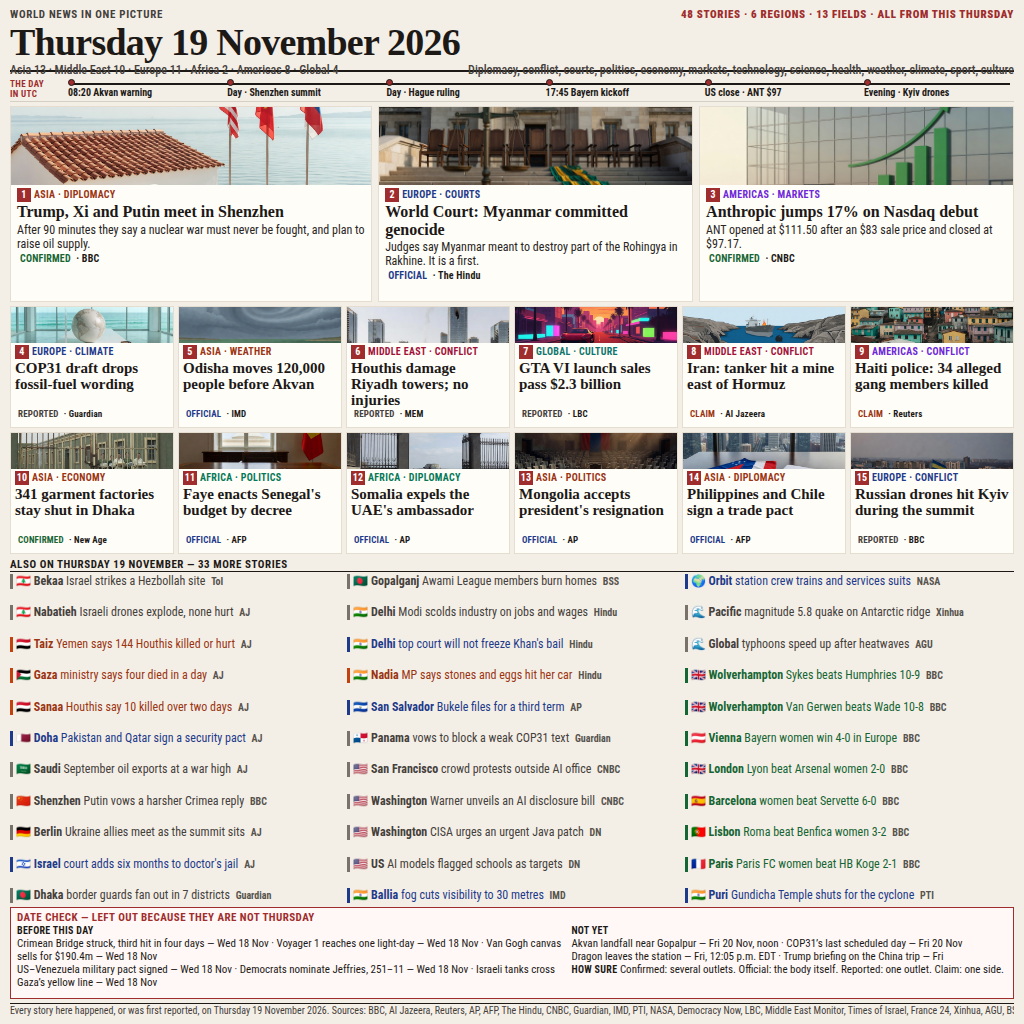 WORLD NEWS IN ONE PICTURE
48 STORIES · 6 REGIONS · 13 FIELDS · ALL FROM THIS THURSDAY
Thursday 19 November 2026
Asia 13 · Middle East 10 · Europe 11 · Africa 2 · Americas 8 · Global 4
Diplomacy, conflict, courts, politics, economy, markets, technology, science, health, weather, climate, sport, culture
THE DAY
IN UTC
08:20 Akvan warning
Day · Shenzhen summit
Day · Hague ruling
17:45 Bayern kickoff
US close · ANT $97
Evening · Kyiv drones
1 ASIA · DIPLOMACY
Trump, Xi and Putin meet in Shenzhen
After 90 minutes they say a nuclear war must never be fought, and plan to
raise oil supply.
CONFIRMED · BBC
2 EUROPE · COURTS
World Court: Myanmar committed
genocide
Judges say Myanmar meant to destroy part of the Rohingya in
Rakhine. It is a first.
OFFICIAL · The Hindu
3 AMERICAS · MARKETS
Anthropic jumps 17% on Nasdaq debut
ANT opened at $111.50 after an $83 sale price and closed at
$97.17.
CONFIRMED · CNBC
4 EUROPE · CLIMATE
COP31 draft drops
fossil-fuel wording
REPORTED · Guardian
5 ASIA · WEATHER
Odisha moves 120,000
people before Akvan
OFFICIAL · IMD
6 MIDDLE EAST · CONFLICT
Houthis damage
Riyadh towers; no
injuries
REPORTED · MEM
7 GLOBAL · CULTURE
GTA VI launch sales
pass $2.3 billion
REPORTED · LBC
8 MIDDLE EAST · CONFLICT
Iran: tanker hit a mine
east of Hormuz
CLAIM · Al Jazeera
9 AMERICAS · CONFLICT
Haiti police: 34 alleged
gang members killed
CLAIM · Reuters
10 ASIA · ECONOMY
341 garment factories
stay shut in Dhaka
CONFIRMED · New Age
11 AFRICA · POLITICS
Faye enacts Senegal's
budget by decree
OFFICIAL · AFP
12 AFRICA · DIPLOMACY
Somalia expels the
UAE's ambassador
OFFICIAL · AP
13 ASIA · POLITICS
Mongolia accepts
president's resignation
OFFICIAL · AP
14 ASIA · DIPLOMACY
Philippines and Chile
sign a trade pact
OFFICIAL · AFP
15 EUROPE · CONFLICT
Russian drones hit Kyiv
during the summit
REPORTED · BBC
ALSO ON THURSDAY 19 NOVEMBER — 33 MORE STORIES
Bekaa Israel strikes a Hezbollah site ToI
Nabatieh Israeli drones explode, none hurt AJ
Taiz Yemen says 144 Houthis killed or hurt AJ
Gaza ministry says four died in a day AJ
Sanaa Houthis say 10 killed over two days AJ
Doha Pakistan and Qatar sign a security pact AJ
Saudi September oil exports at a war high AJ
Shenzhen Putin vows a harsher Crimea reply BBC
Berlin Ukraine allies meet as the summit sits AJ
Israel court adds six months to doctor's jail AJ
Dhaka border guards fan out in 7 districts Guardian
Gopalganj Awami League members burn homes BSS
Delhi Modi scolds industry on jobs and wages Hindu
Delhi top court will not freeze Khan's bail Hindu
Nadia MP says stones and eggs hit her car Hindu
San Salvador Bukele files for a third term AP
Panama vows to block a weak COP31 text Guardian
San Francisco crowd protests outside AI office CNBC
Washington Warner unveils an AI disclosure bill CNBC
Washington CISA urges an urgent Java patch DN
US AI models flagged schools as targets DN
Ballia fog cuts visibility to 30 metres IMD
Orbit station crew trains and services suits NASA
Pacific magnitude 5.8 quake on Antarctic ridge Xinhua
Global typhoons speed up after heatwaves AGU
Wolverhampton Sykes beats Humphries 10-9 BBC
Wolverhampton Van Gerwen beats Wade 10-8 BBC
Vienna Bayern women win 4-0 in Europe BBC
London Lyon beat Arsenal women 2-0 BBC
Barcelona women beat Servette 6-0 BBC
Lisbon Roma beat Benfica women 3-2 BBC
Paris Paris FC women beat HB Koge 2-1 BBC
Puri Gundicha Temple shuts for the cyclone PTI
DATE CHECK — LEFT OUT BECAUSE THEY ARE NOT THURSDAY
BEFORE THIS DAY
Crimean Bridge struck, third hit in four days — Wed 18 Nov · Voyager 1 reaches one light-day — Wed 18 Nov · Van Gogh canvas
sells for $190.4m — Wed 18 Nov
US–Venezuela military pact signed — Wed 18 Nov · Democrats nominate Jeffries, 251–11 — Wed 18 Nov · Israeli tanks cross
Gaza's yellow line — Wed 18 Nov
NOT YET
Akvan landfall near Gopalpur — Fri 20 Nov, noon · COP31's last scheduled day — Fri 20 Nov
Dragon leaves the station — Fri, 12:05 p.m. EDT · Trump briefing on the China trip — Fri
HOW SURE Confirmed: several outlets. Official: the body itself. Reported: one outlet. Claim: one side.
Every story here happened, or was first reported, on Thursday 19 November 2026. Sources: BBC, Al Jazeera, Reuters, AP, AFP, The Hindu, CNBC, Guardian, IMD, PTI, NASA, Democracy Now, LBC, Middle East Monitor, Times of Israel, France 24, Xinhua, AGU,